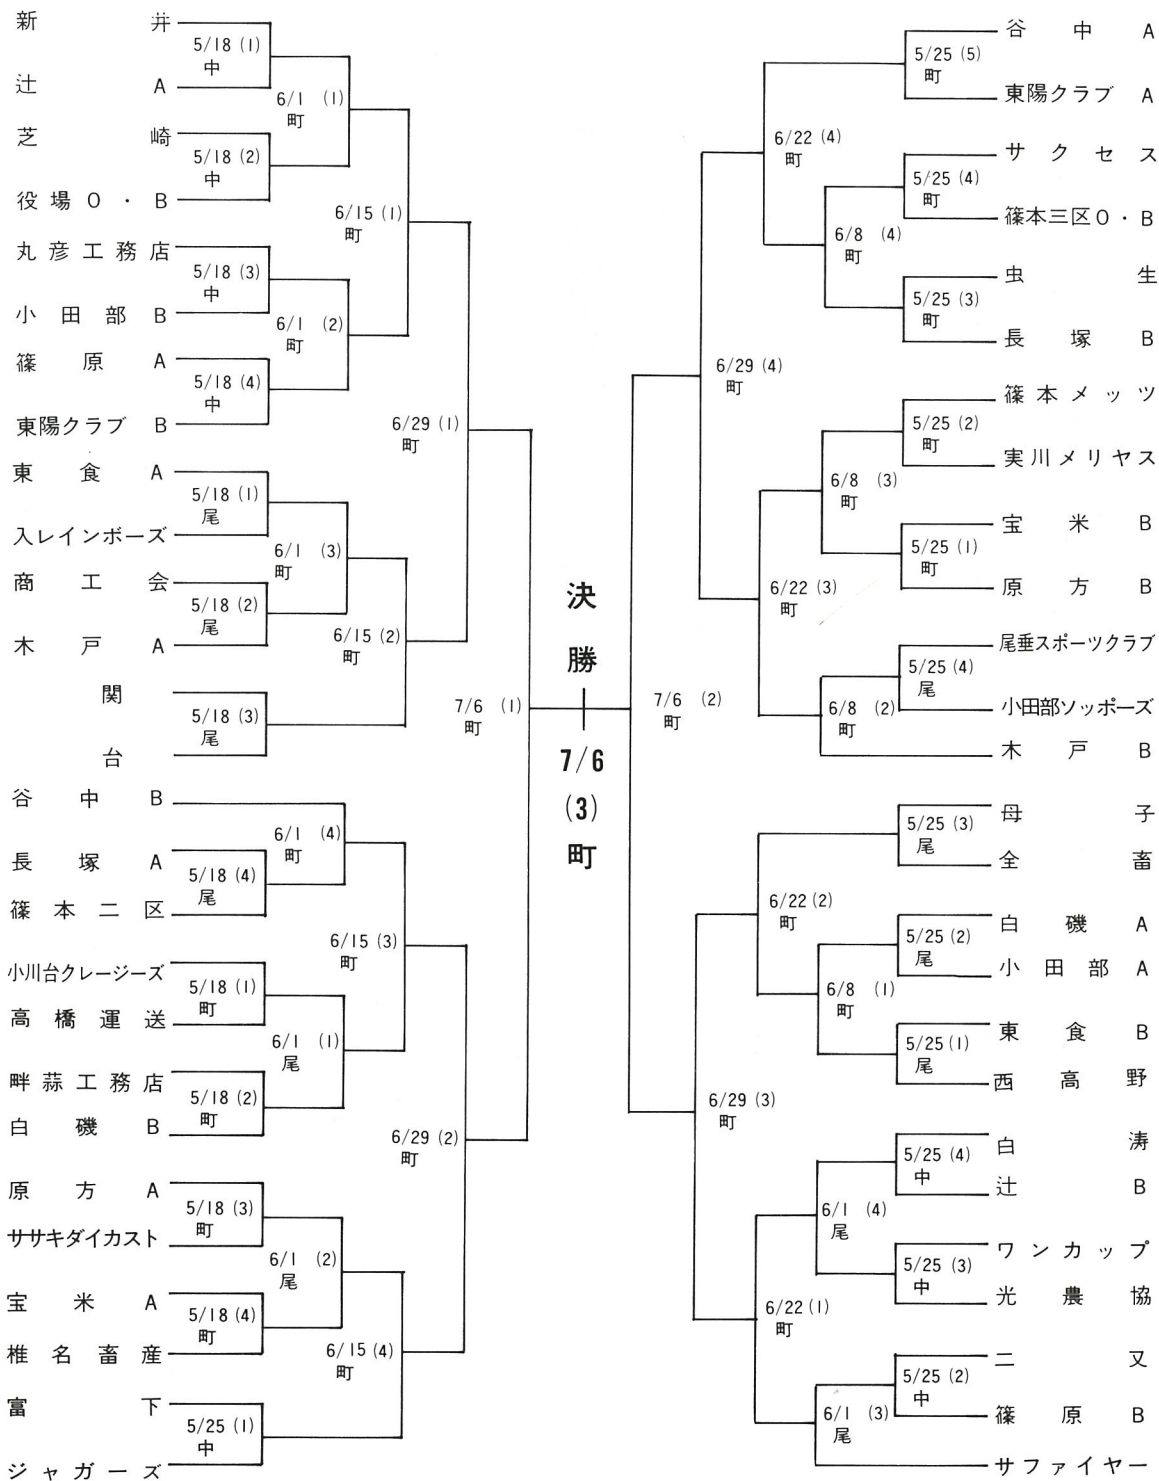 新井
5/18 (1)
中
辻A
6/1 (1)
町
芝崎
5/18 (2)
中
役場O・B
6/15 (1)
町
丸彦工務店
5/18 (3)
中
小田部B
6/1 (2)
町
篠原A
5/18 (4)
中
東陽クラブB
6/29 (1)
町
東食A
5/18 (1)
尾
入レインボーズ
6/1 (3)
町
商工会
5/18 (2)
尾
木戸A
6/15 (2)
町
関
5/18 (3)
尾
台
7/6 (1)
町
谷中B
6/1 (4)
町
長塚A
5/18 (4)
尾
篠本二区
6/15 (3)
町
小川台クレージーズ
5/18 (1)
町
高橋運送
6/1 (1)
尾
畔蒜工務店
5/18 (2)
町
白磯B
6/29 (2)
町
原方A
5/18 (3)
町
ササキダイカスト
6/1 (2)
尾
宝米A
5/18 (4)
町
椎名畜産
6/15 (4)
町
富下
5/25 (1)
中
ジャガーズ
決
勝
7/6
(3)
町
谷中A
5/25 (5)
町
東陽クラブA
6/22 (4)
町
サクセス
5/25 (4)
町
篠本三区O・B
6/8 (4)
町
虫生
5/25 (3)
町
長塚B
6/29 (4)
町
篠本メッツ
5/25 (2)
町
実川メリヤス
6/8 (3)
町
宝米B
5/25 (1)
町
原方B
6/22 (3)
町
尾垂スポーツクラブ
5/25 (4)
尾
小田部ソッポーズ
6/8 (2)
町
木戸B
7/6 (2)
町
母子
5/25 (3)
尾
全畜
6/22 (2)
町
白磯A
5/25 (2)
尾
小田部A
6/8 (1)
町
東食B
5/25 (1)
尾
西高野
6/29 (3)
町
白涛
5/25 (4)
中
辻B
6/1 (4)
尾
ワンカップ
5/25 (3)
中
光農協
6/22 (1)
町
二又
5/25 (2)
中
篠原B
6/1 (3)
尾
サファイヤー